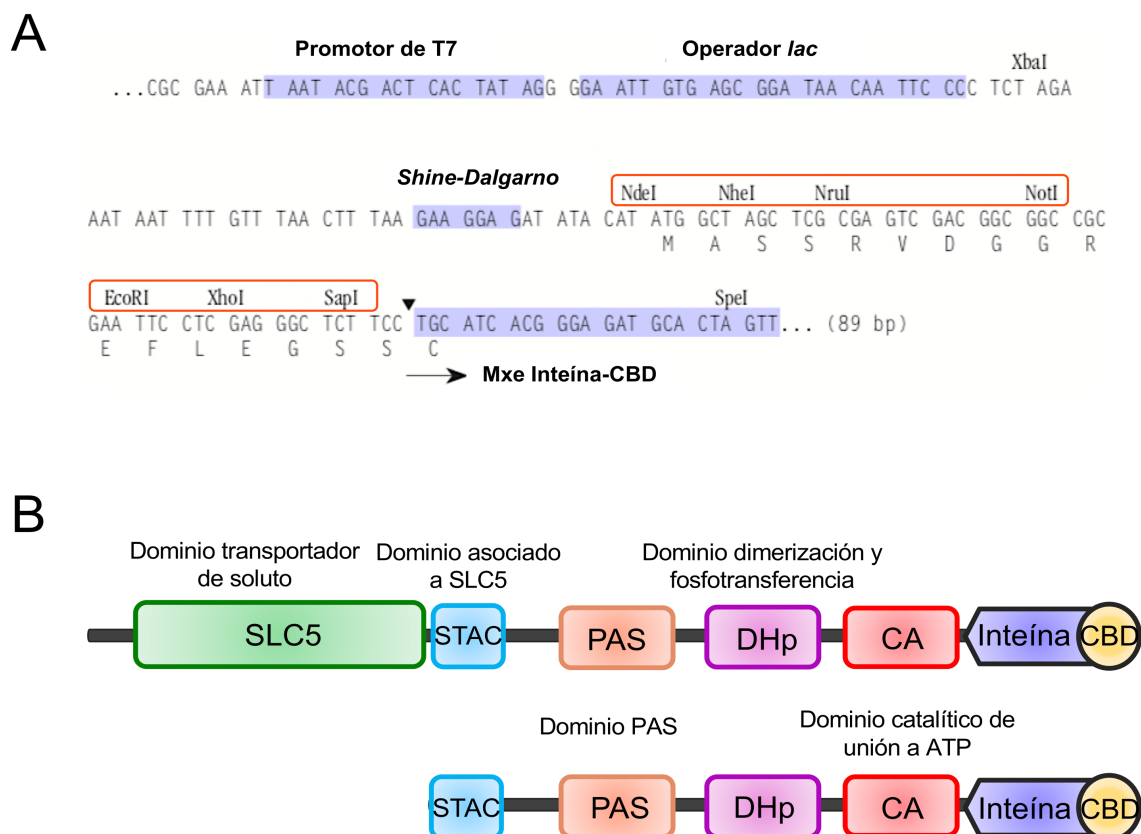 A
Promotor de T7 Operador lac
XbaI
...CGC GAA ATT AAT ACG ACT CAC TAT AGG GGA ATT GTG AGC GGA TAA CAA TTC CCC TCT AGA
Shine-Dalgarno
NdeI NheI NruI NotI
AAT AAT TTT GTT TAA CTT TAA GAA GGA GAT ATA CAT ATG GCT AGC TCG CGA GTC GAC GGC GGC CGC
M A S S R V D G G R
EcoRI XhoI SapI SpeI
GAA TTC CTC GAG GGC TCT TCC TGC ATC ACG GGA GAT GCA CTA GTT... (89 bp)
E F L E G S S C
Mxe Inteína-CBD
B
Dominio transportador de soluto
Dominio asociado a SLC5
Dominio dimerización y fosfotransferencia
SLC5 STAC PAS DHp CA Inteína CBD
Dominio PAS
Dominio catalítico de unión a ATP
STAC PAS DHp CA Inteína CBD